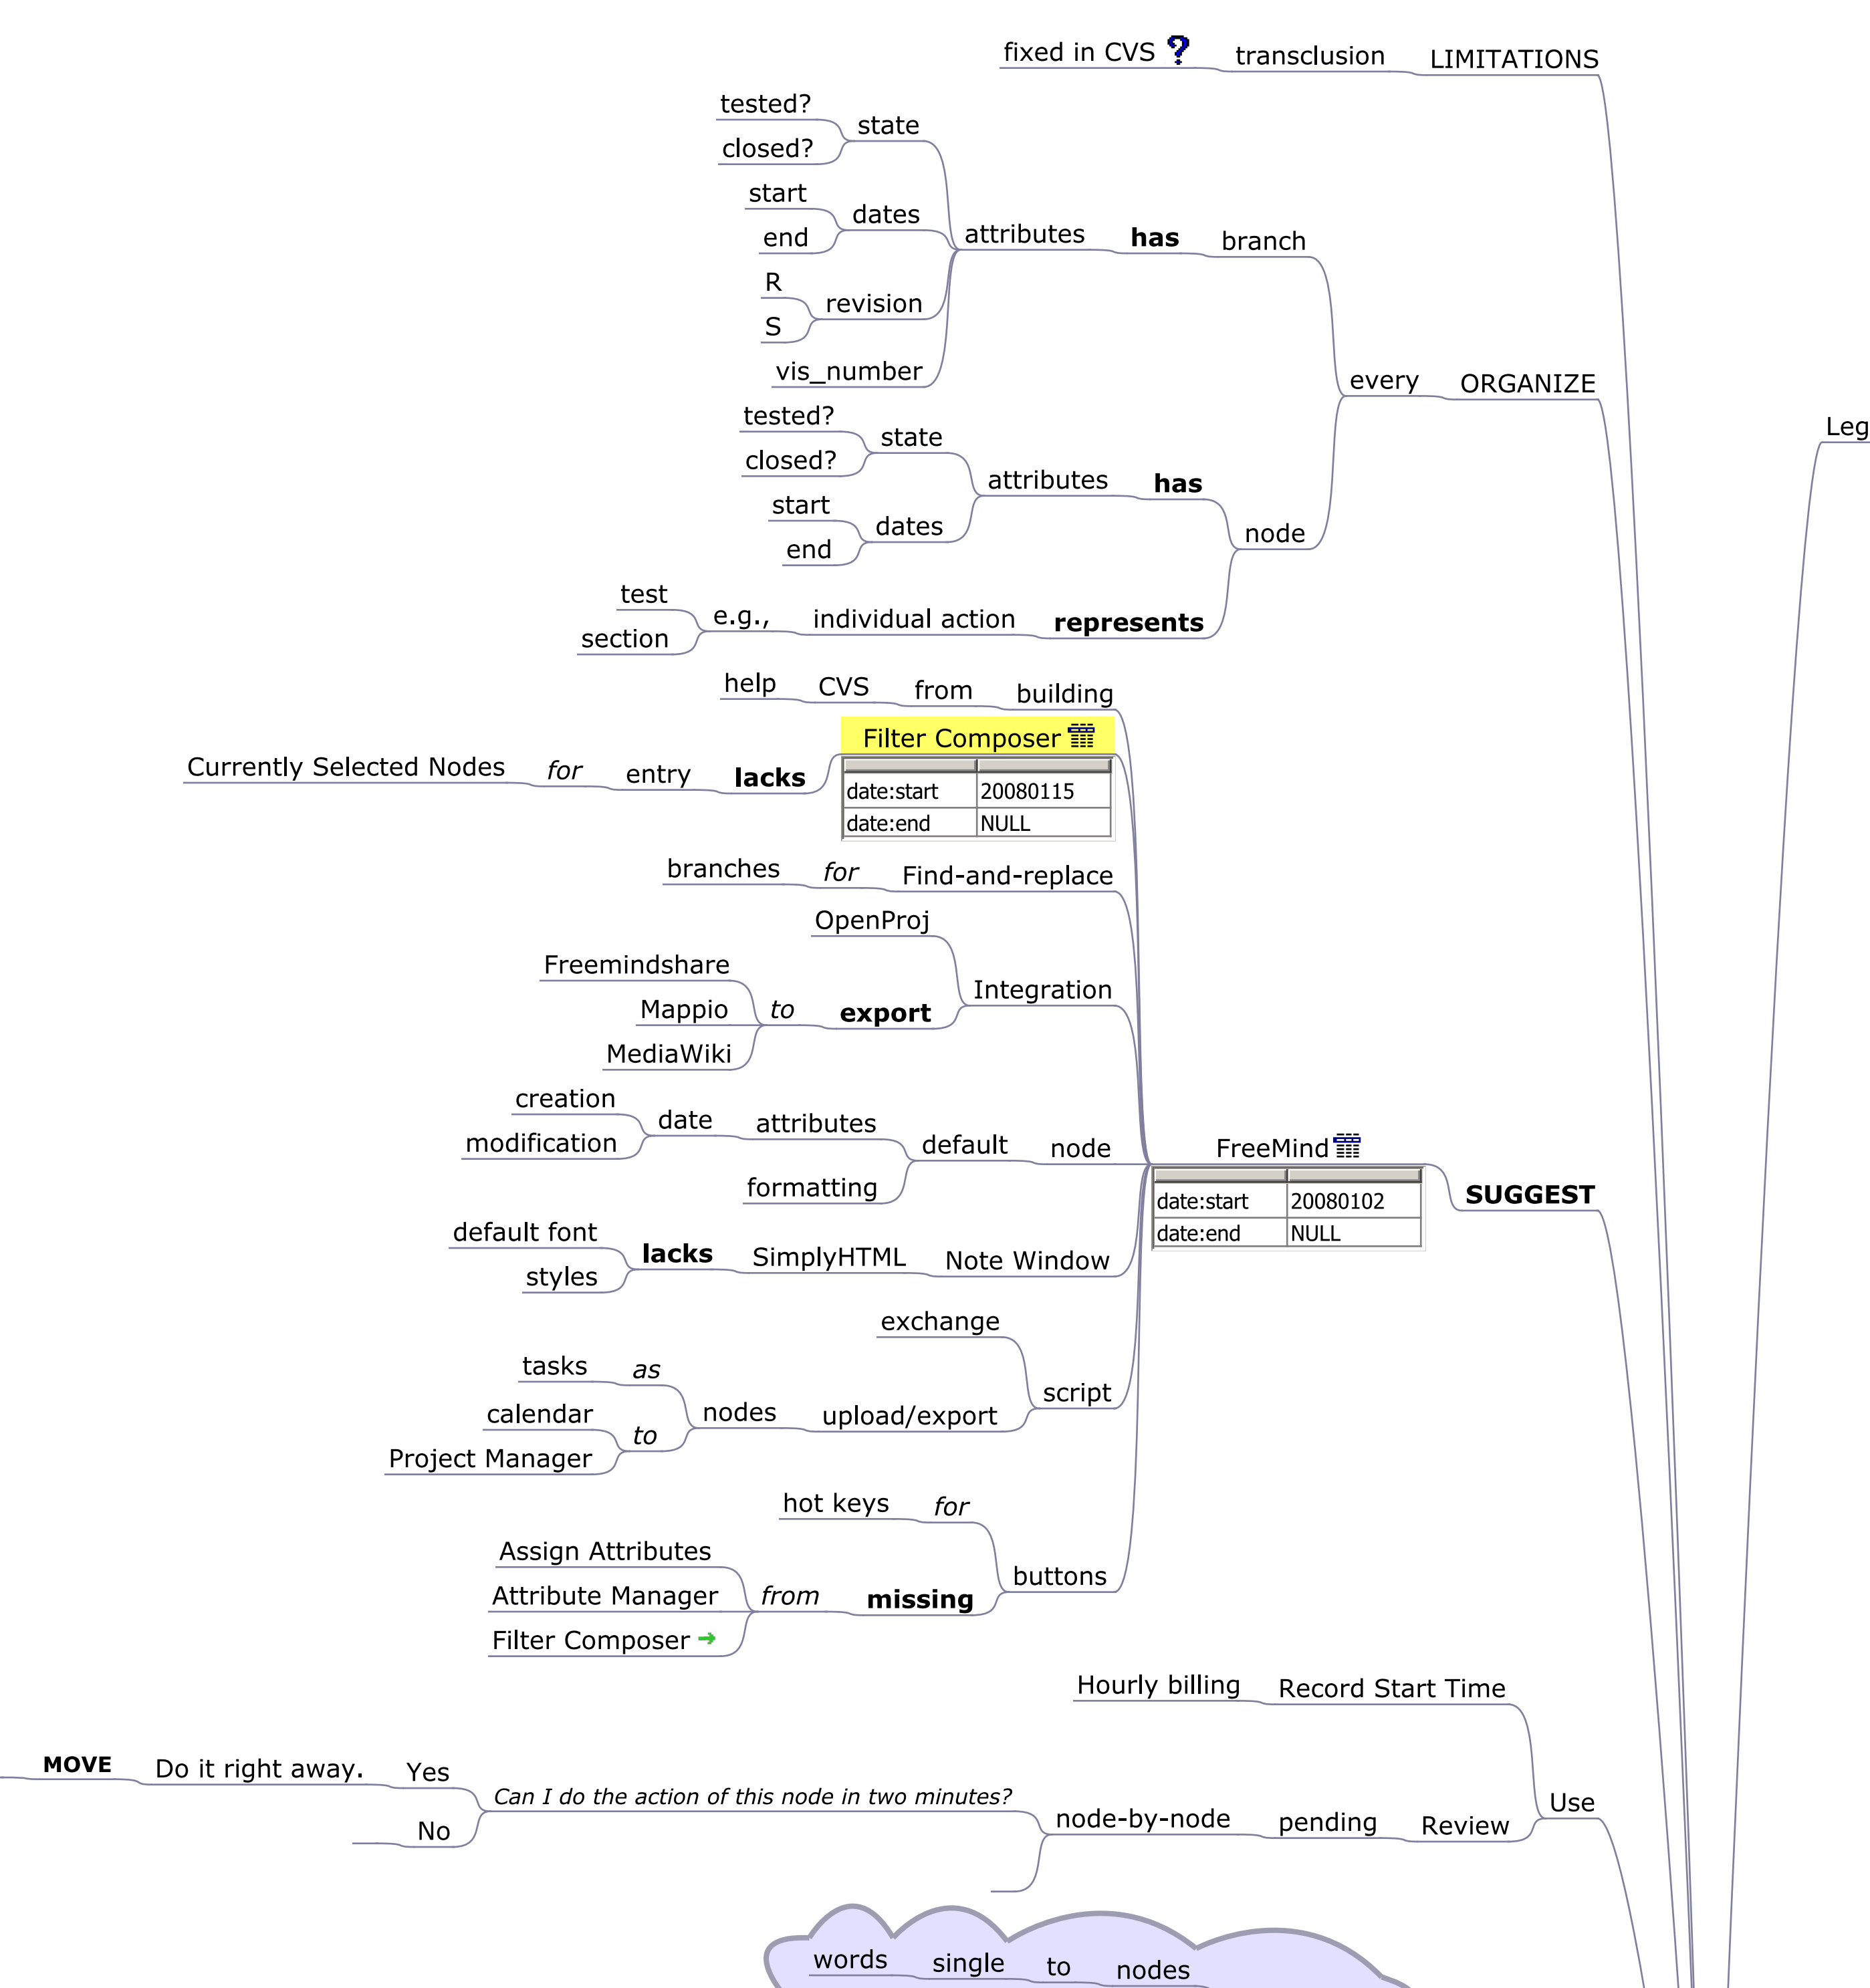 fixed in CVS
transclusion
LIMITATIONS
tested?
closed?
state
start
end
dates
R
S
revision
vis_number
attributes
has
branch
tested?
closed?
state
start
end
dates
attributes
has
node
test
section
e.g.,
individual action
represents
every
ORGANIZE
Leg
help
CVS
from
building
Filter Composer
date:start 20080115
date:end NULL
Currently Selected Nodes
for
entry
lacks
branches
for
Find-and-replace
OpenProj
Freemindshare
Mappio
MediaWiki
to
export
Integration
creation
modification
date
attributes
formatting
default
node
default font
styles
lacks
SimplyHTML
Note Window
exchange
tasks
as
calendar
Project Manager
to
nodes
upload/export
script
hot keys
for
Assign Attributes
Attribute Manager
Filter Composer
from
missing
buttons
FreeMind
date:start 20080102
date:end NULL
SUGGEST
Hourly billing
Record Start Time
MOVE
Do it right away.
Yes
No
Can I do the action of this node in two minutes?
node-by-node
pending
Review
Use
words
single
to
nodes